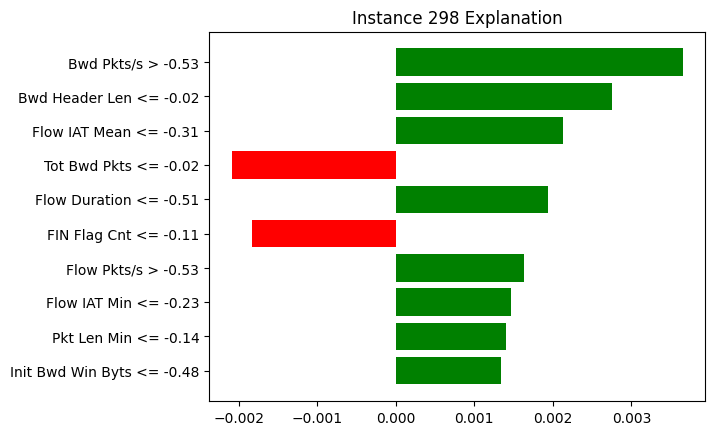 Instance 298 Explanation
Bwd Pkts/s > -0.53
Bwd Header Len <= -0.02
Flow IAT Mean <= -0.31
Tot Bwd Pkts <= -0.02
Flow Duration <= -0.51
FIN Flag Cnt <= -0.11
Flow Pkts/s > -0.53
Flow IAT Min <= -0.23
Pkt Len Min <= -0.14
Init Bwd Win Byts <= -0.48
−0.002 −0.001 0.000 0.001 0.002 0.003